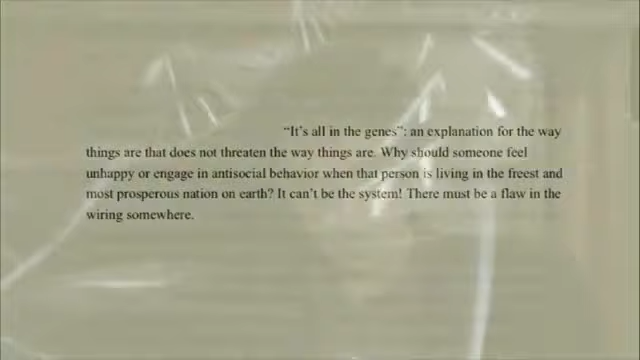 "It's all in the genes": an explanation for the way
things are that does not threaten the way things are. Why should someone feel
unhappy or engage in antisocial behavior when that person is living in the freest and
most prosperous nation on earth? It can't be the system! There must be a flaw in the
wiring somewhere.